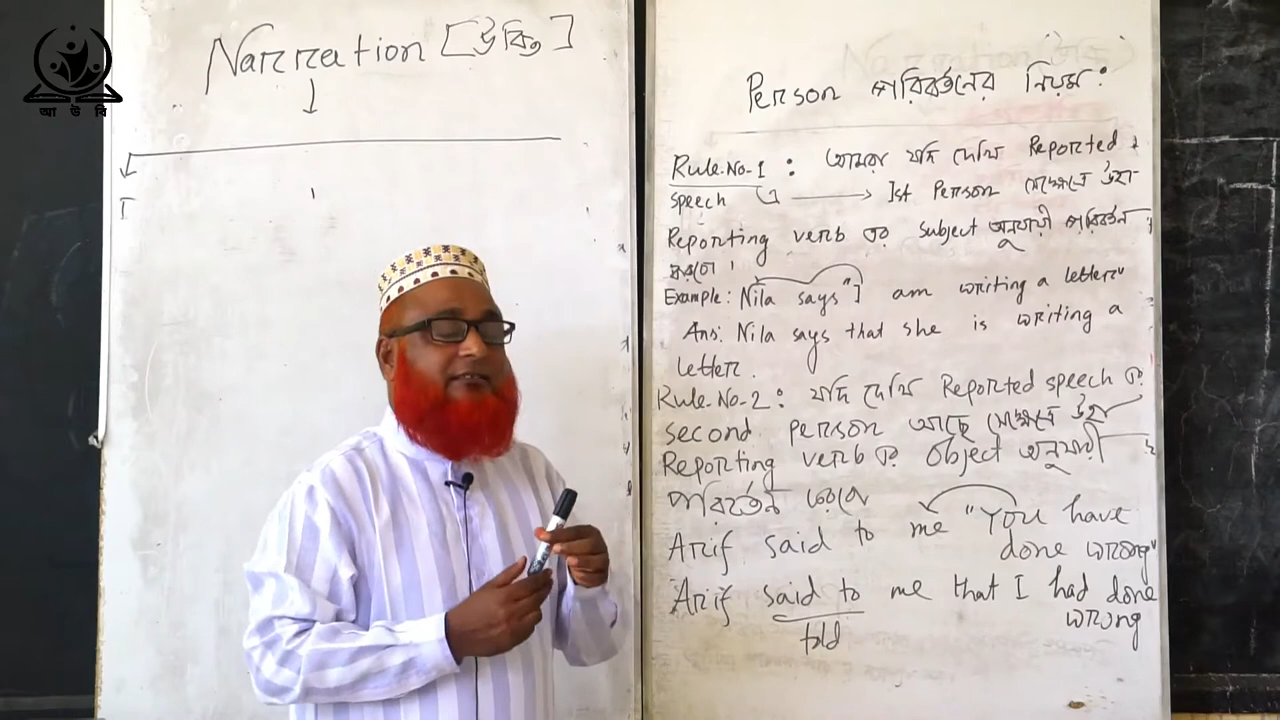 আ উ বি
Narration [উক্তি]
I
Person পরিবর্তনের নিয়ম :
Rule.No-1 : আমরা যদি দেখি Reported
speech এ → 1st Person সেক্ষেত্রে উহা-
Reporting verb এর subject অনুযায়ী পরিবর্তন
করবো ।
Example: Nila says "I am writing a letter"
Ans: Nila says that she is writing a
letter.
Rule.No-2 : যদি দেখি Reported speech এ
second person আছে সেক্ষেত্রে উহা
Reporting verb এর Object অনুযায়ী
পরিবর্তন হবে
Arif said to me "You have
done wrong"
Arif said to me that I had done
wrong
told